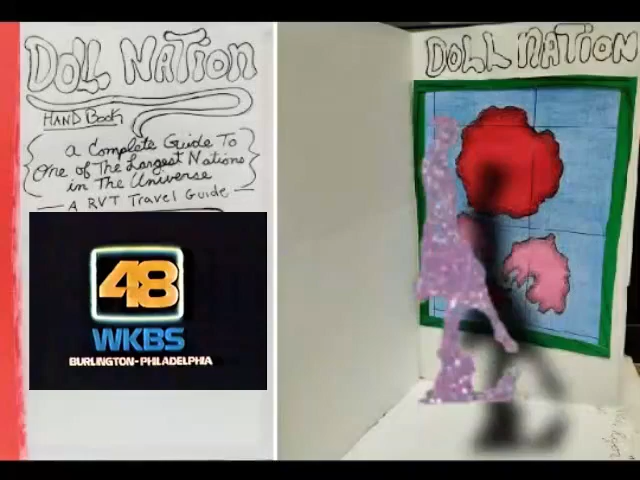 DOLL NATION
HAND Book
A Complete Guide To
One of The Largest Nations
in The Universe
A RVT Travel Guide
48
WKBS
BURLINGTON-PHILADELPHIA
DOLL NATION